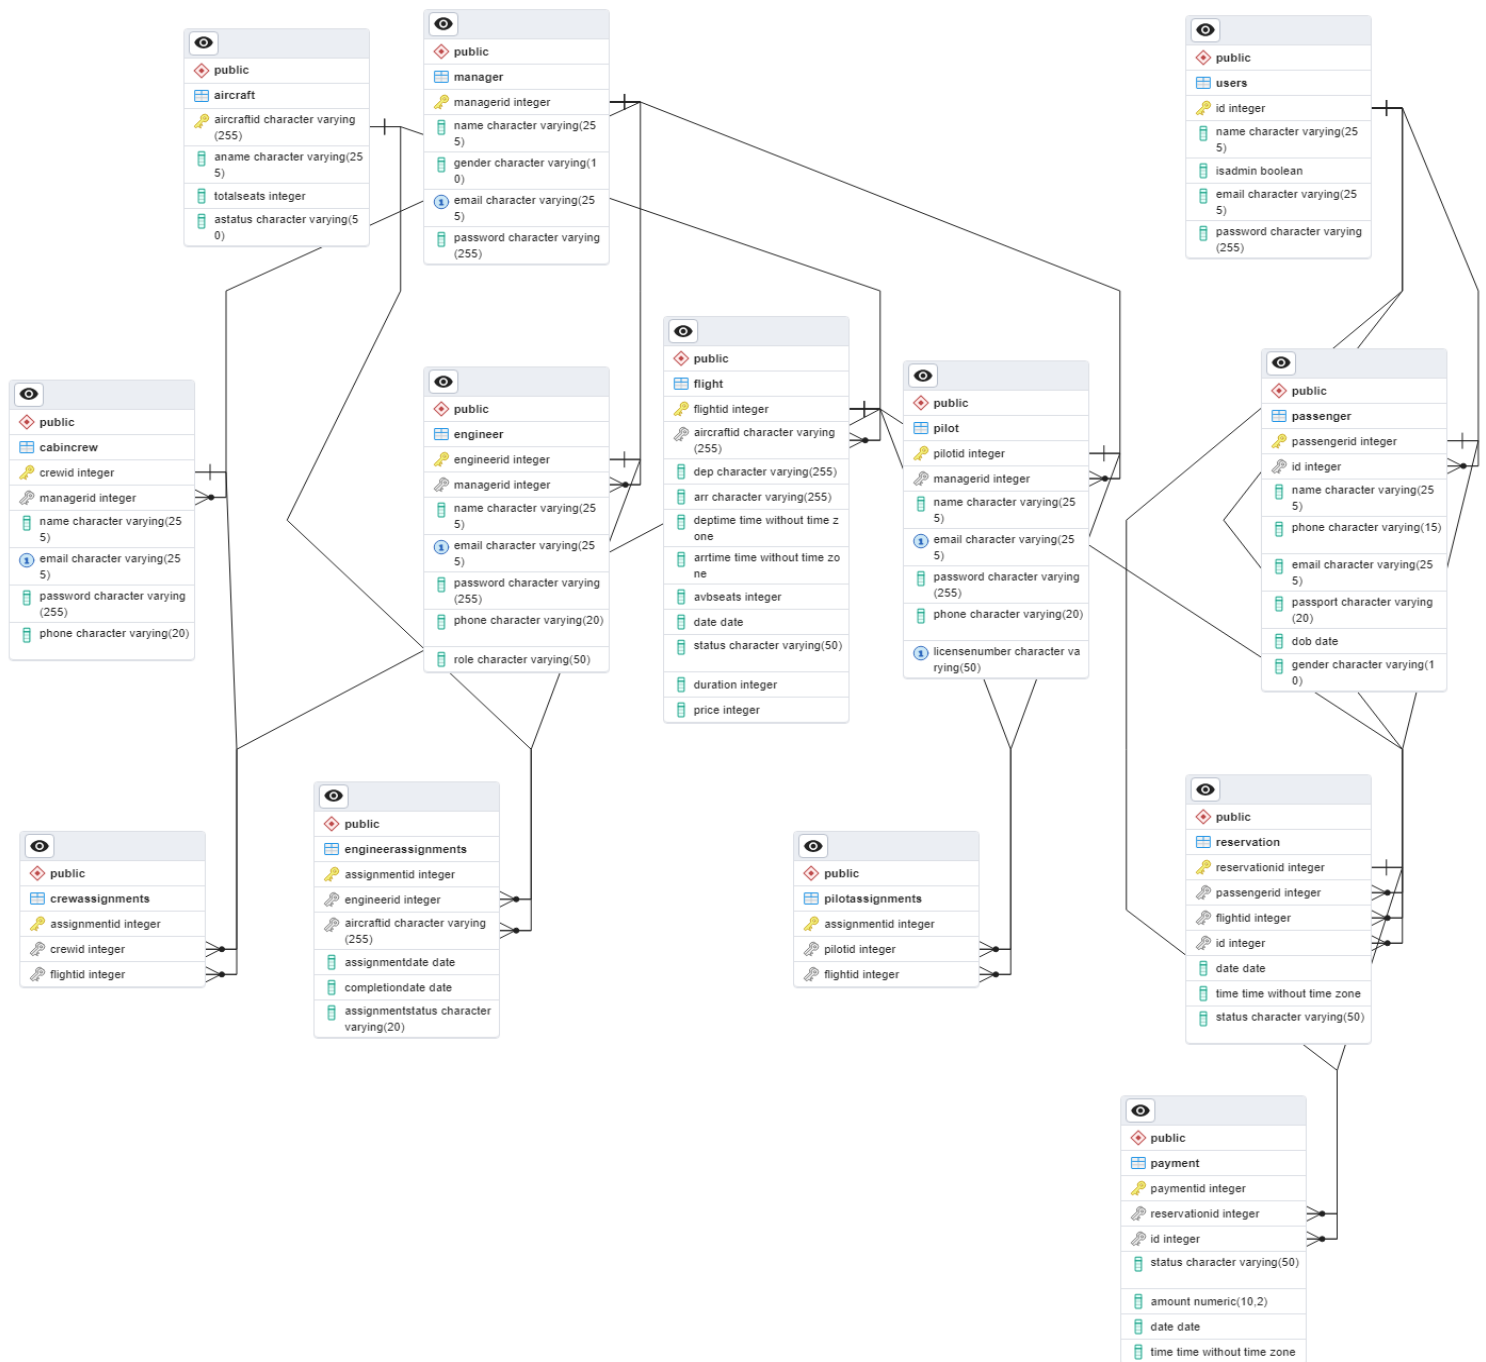 public
aircraft
aircraftid character varying
(255)
aname character varying(25
5)
totalseats integer
astatus character varying(5
0)
public
manager
managerid integer
name character varying(25
5)
gender character varying(1
0)
email character varying(25
5)
password character varying
(255)
public
users
id integer
name character varying(25
5)
isadmin boolean
email character varying(25
5)
password character varying
(255)
public
cabincrew
crewid integer
managerid integer
name character varying(25
5)
email character varying(25
5)
password character varying
(255)
phone character varying(20)
public
engineer
engineerid integer
managerid integer
name character varying(25
5)
email character varying(25
5)
password character varying
(255)
phone character varying(20)
role character varying(50)
public
flight
flightid integer
aircraftid character varying
(255)
dep character varying(255)
arr character varying(255)
deptime time without time z
one
arrtime time without time zo
ne
avbseats integer
date date
status character varying(50)
duration integer
price integer
public
pilot
pilotid integer
managerid integer
name character varying(25
5)
email character varying(25
5)
password character varying
(255)
phone character varying(20)
licensenumber character va
rying(50)
public
passenger
passengerid integer
id integer
name character varying(25
5)
phone character varying(15)
email character varying(25
5)
passport character varying
(20)
dob date
gender character varying(1
0)
public
crewassignments
assignmentid integer
crewid integer
flightid integer
public
engineerassignments
assignmentid integer
engineerid integer
aircraftid character varying
(255)
assignmentdate date
completiondate date
assignmentstatus character
varying(20)
public
pilotassignments
assignmentid integer
pilotid integer
flightid integer
public
reservation
reservationid integer
passengerid integer
flightid integer
id integer
date date
time time without time zone
status character varying(50)
public
payment
paymentid integer
reservationid integer
id integer
status character varying(50)
amount numeric(10,2)
date date
time time without time zone